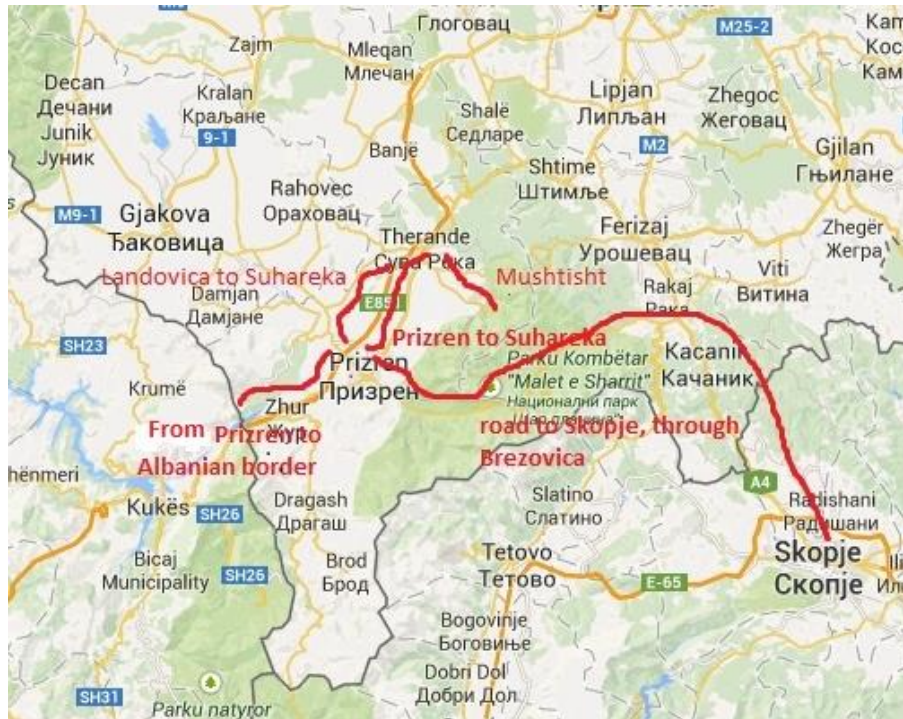 Глоговац
M25-2
Zajm
Mleqan
Млечан
Decan
Дечани
Junik
Јуник
Kralan
Краљане
9-1
Shalë
Седларе
Lipjan
Липљан
Zhegoc
Жеговац
Banjë
M2
Gjilan
Гњилане
Rahovec
Ораховац
Shtime
Штимље
M9-1
Gjakova
Ђаковица
Therande
Сува Река
Ferizaj
Урошевац
Zhegër
Жегра
Landovica to Suhareka
Mushtisht
Viti
Витина
Damjan
Дамјане
E851
Rakaj
Рака
Prizren to Suhareka
SH23
Prizren
Призрен
Parku Kombëtar
"Malet e Sharrit"
Национални парк
Kacanik
Качаник
Krumë
Zhur
Жур
From Prizren to
Albanian border
road to Skopje, through
Brezovica
Kukës
SH26
Dragash
Драгаш
Slatino
Слатино
A4
Radishani
Радишани
Bicaj
Municipality
SH26
Brod
Брод
Tetovo
Тетово
E-65
Skopje
Скопје
Bogovinje
Боговиње
Dobri Dol
Добри Дол
SH31
Parku natyror